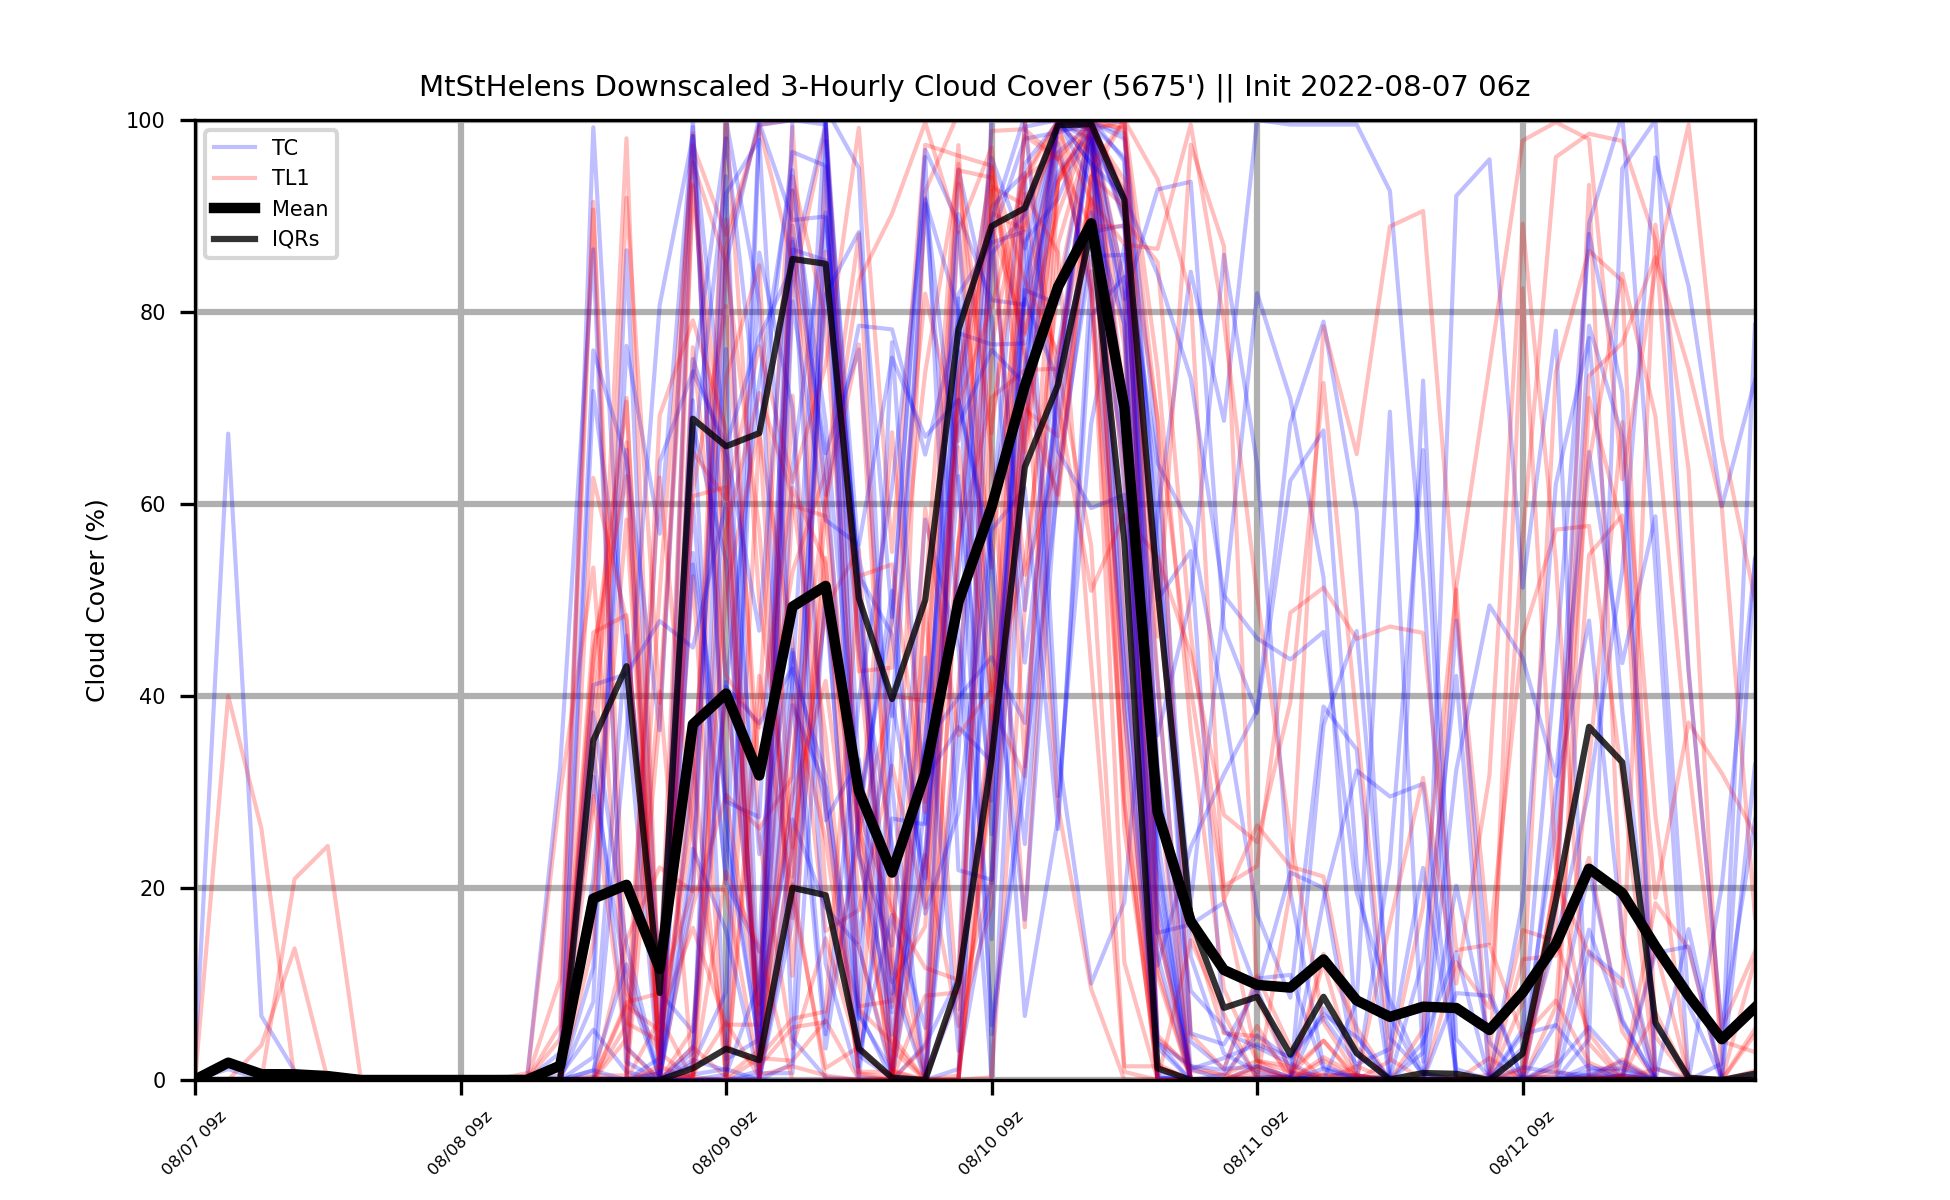 MtStHelens Downscaled 3-Hourly Cloud Cover (5675') || Init 2022-08-07 06z
TC
TL1
Mean
IQRs
Cloud Cover (%)
100
80
60
40
20
0
08/07 09z
08/08 09z
08/09 09z
08/10 09z
08/11 09z
08/12 09z